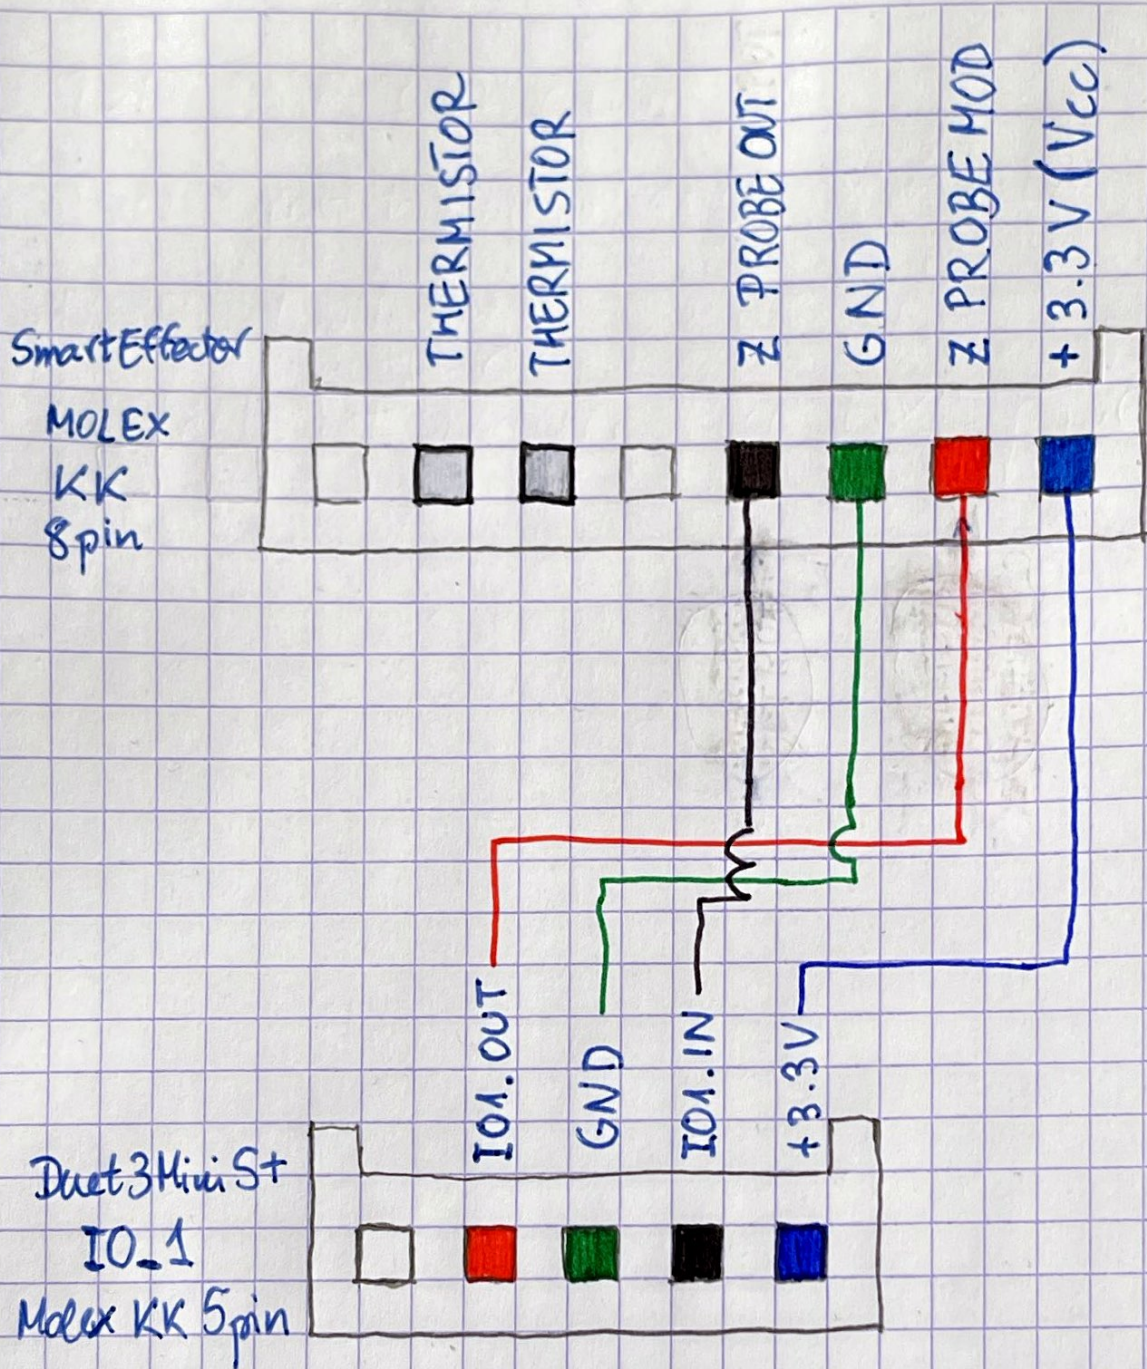 THERMISTOR
THERMISTOR
Z PROBE OUT
GND
Z PROBE MOD
+3.3V (Vcc)
SmartEffector
MOLEX
KK
8pin
IO1.OUT
GND
IO1.IN
+3.3V
Duet3Mini5+
IO_1
Molex KK 5pin